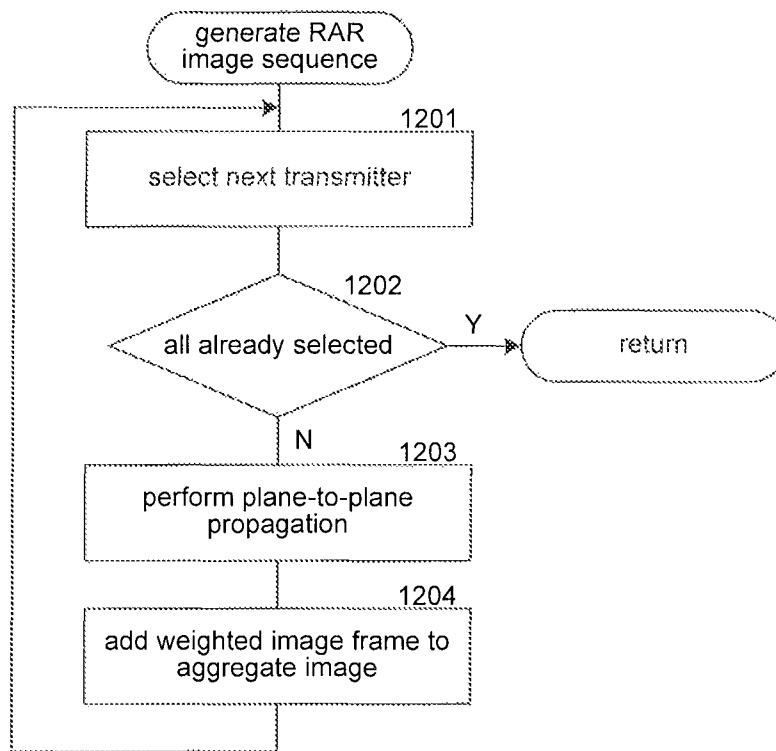 generate RAR
image sequence
1201
select next transmitter
1202
all already selected
Y
return
N
1203
perform plane-to-plane
propagation
1204
add weighted image frame to
aggregate image